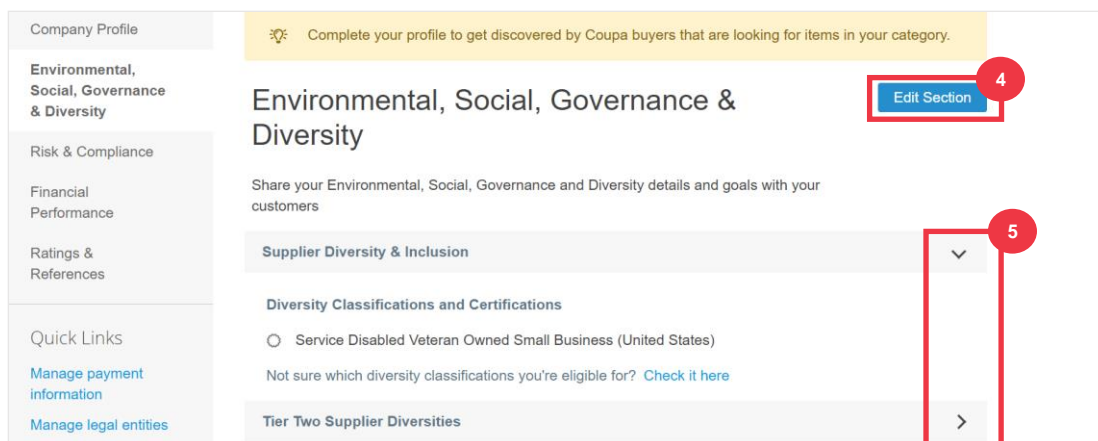 Company Profile
Environmental,
Social, Governance
& Diversity
Risk & Compliance
Financial
Performance
Ratings &
References
Quick Links
Manage payment
information
Manage legal entities
Complete your profile to get discovered by Coupa buyers that are looking for items in your category.
Environmental, Social, Governance &
Diversity
Edit Section
4
Share your Environmental, Social, Governance and Diversity details and goals with your
customers
5
Supplier Diversity & Inclusion
Diversity Classifications and Certifications
Service Disabled Veteran Owned Small Business (United States)
Not sure which diversity classifications you're eligible for? Check it here
Tier Two Supplier Diversities